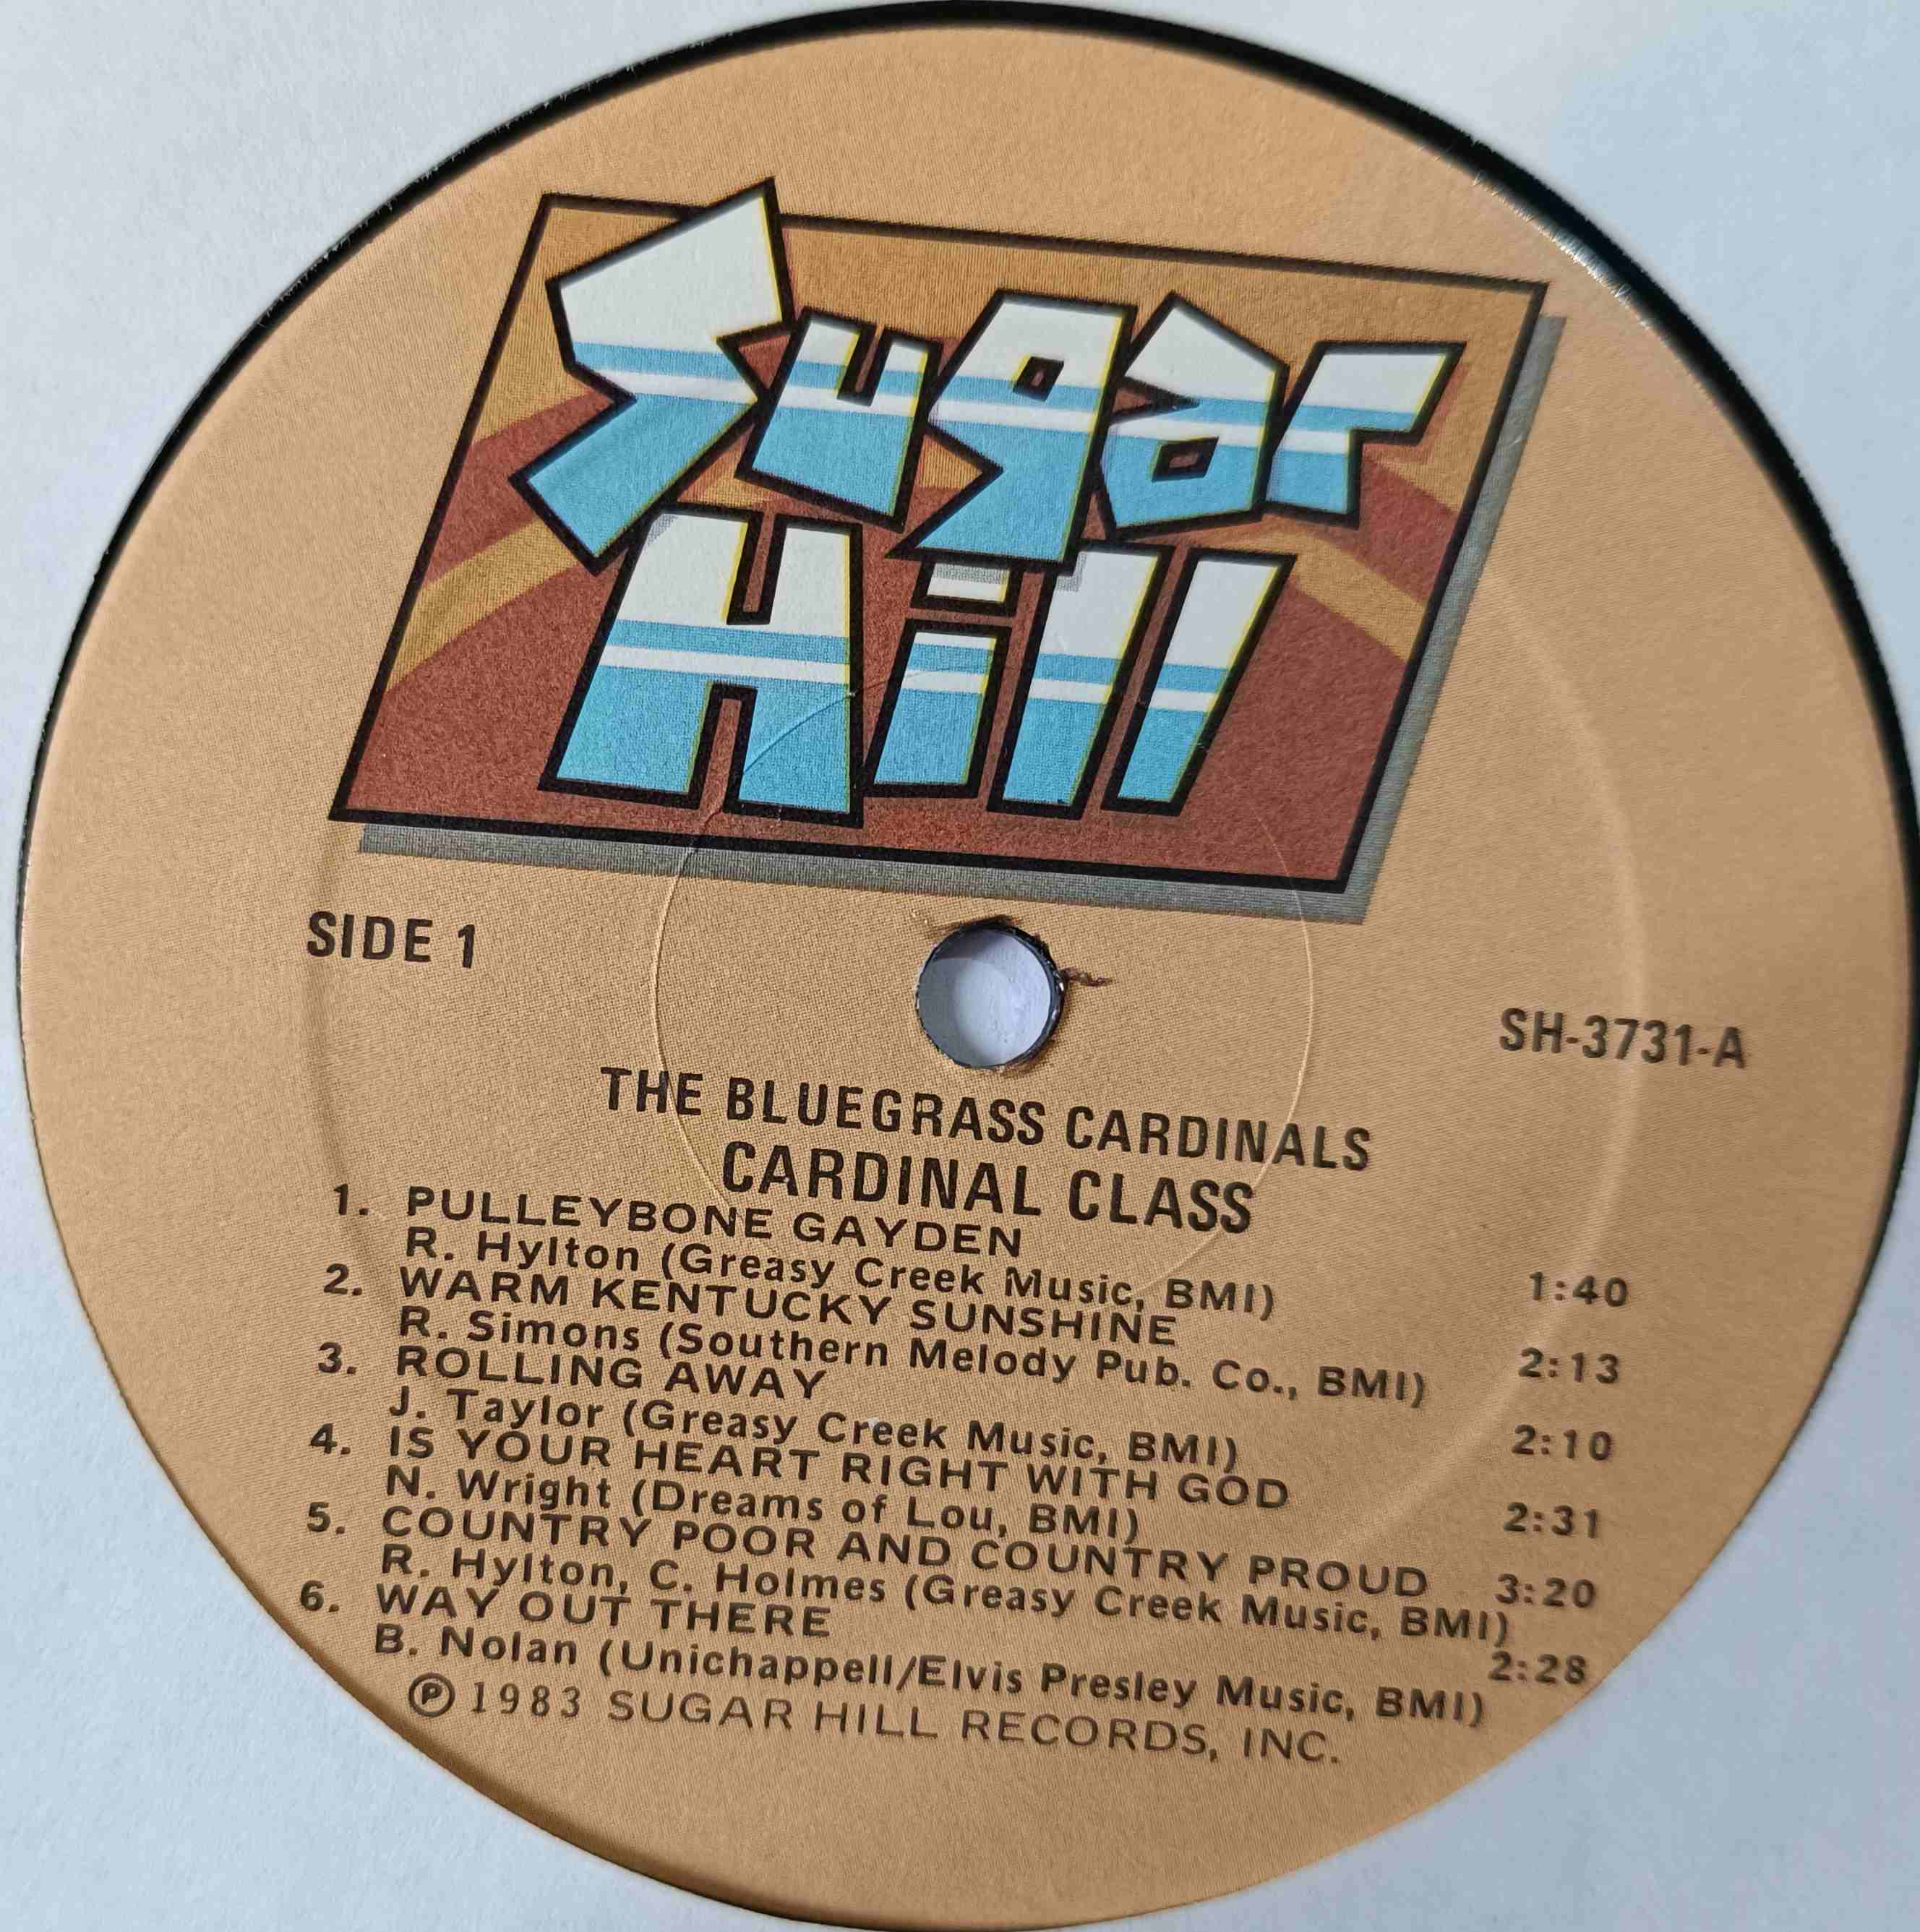 Sugar
Hill
SIDE 1
SH-3731-A
THE BLUEGRASS CARDINALS
CARDINAL CLASS
1. PULLEYBONE GAYDEN
R. Hylton (Greasy Creek Music, BMI) 1:40
2. WARM KENTUCKY SUNSHINE
R. Simons (Southern Melody Pub. Co., BMI) 2:13
3. ROLLING AWAY
J. Taylor (Greasy Creek Music, BMI) 2:10
4. IS YOUR HEART RIGHT WITH GOD
N. Wright (Dreams of Lou, BMI) 2:31
5. COUNTRY POOR AND COUNTRY PROUD 3:20
R. Hylton, C. Holmes (Greasy Creek Music, BMI)
6. WAY OUT THERE 2:28
B. Nolan (Unichappell/Elvis Presley Music, BMI)
℗ 1983 SUGAR HILL RECORDS, INC.